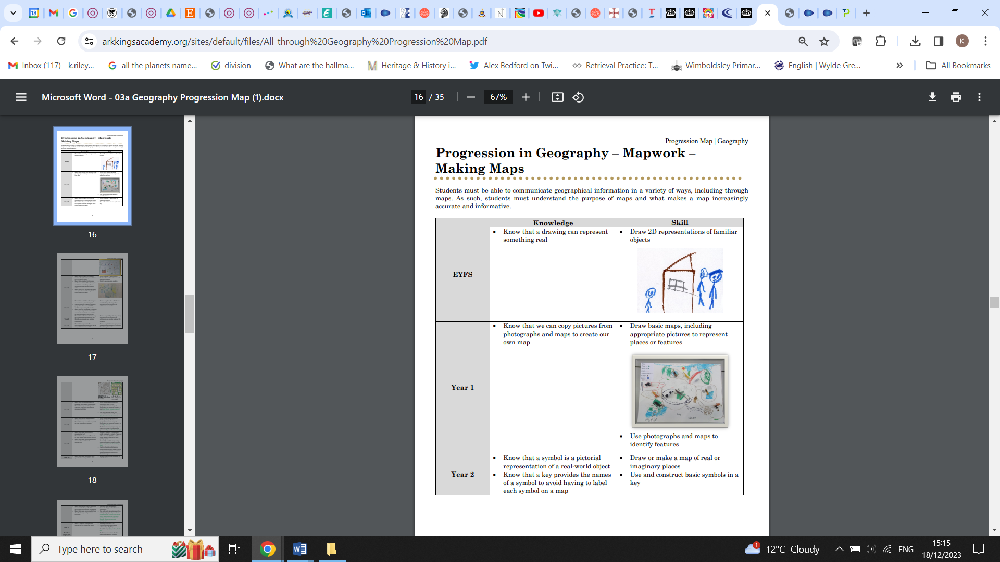 18
arkkingsacademy.org/sites/default/files/All-through%20Geography%20Progression%20Map.pdf
K
Inbox (117) - k.riley...
all the planets name...
division
What are the hallma...
Heritage & History i...
Alex Bedford on Twi...
Retrieval Practice: T...
Wimboldsley Primar...
English | Wylde Gre...
All Bookmarks
Microsoft Word - 03a Geography Progression Map (1).docx
16 / 35
67%
16
17
18
Progression Map | Geography
Progression in Geography – Mapwork –
Making Maps
Students must be able to communicate geographical information in a variety of ways, including through
maps. As such, students must understand the purpose of maps and what makes a map increasingly
accurate and informative.
Knowledge
Skill
EYFS
• Know that a drawing can represent
something real
• Draw 2D representations of familiar
objects
Year 1
• Know that we can copy pictures from
photographs and maps to create our
own map
• Draw basic maps, including
appropriate pictures to represent
places or features
• Use photographs and maps to
identify features
Year 2
• Know that a symbol is a pictorial
representation of a real-world object
• Know that a key provides the names
of a symbol to avoid having to label
each symbol on a map
• Draw or make a map of real or
imaginary places
• Use and construct basic symbols in a
key
Type here to search
1
12°C Cloudy
ENG
15:15
18/12/2023